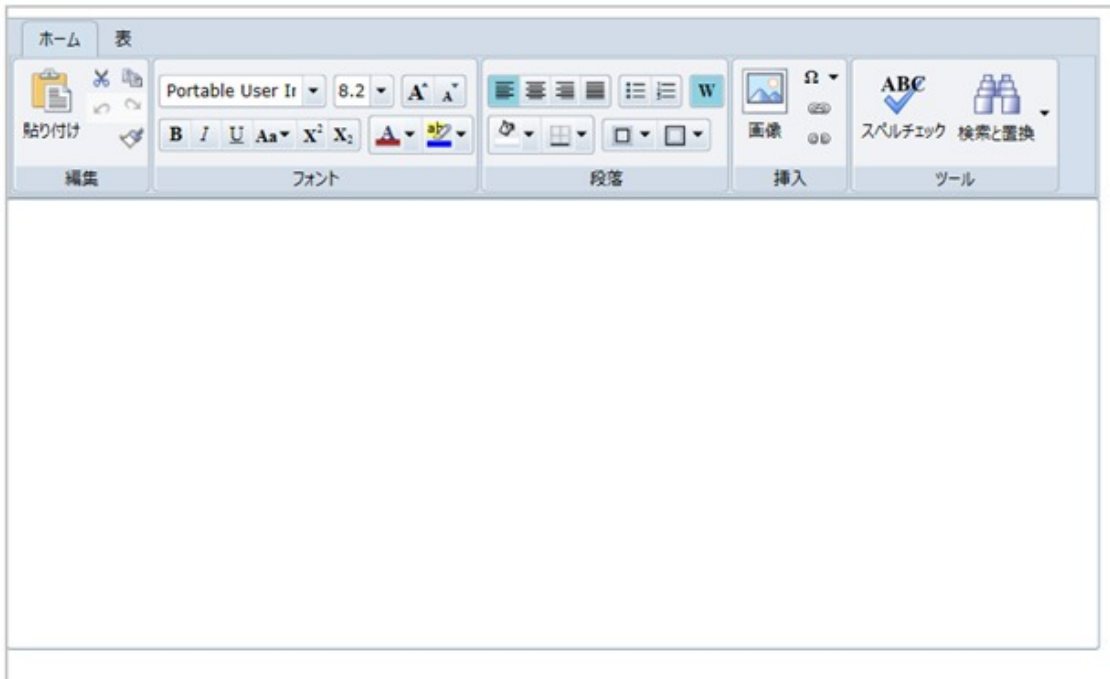 ホーム 表
Portable User Ir 8.2 A A
貼り付け B I U Aa X² X₂ A ab
W
Ω
画像
ABC
スペルチェック 検索と置換
編集 フォント 段落 挿入 ツール